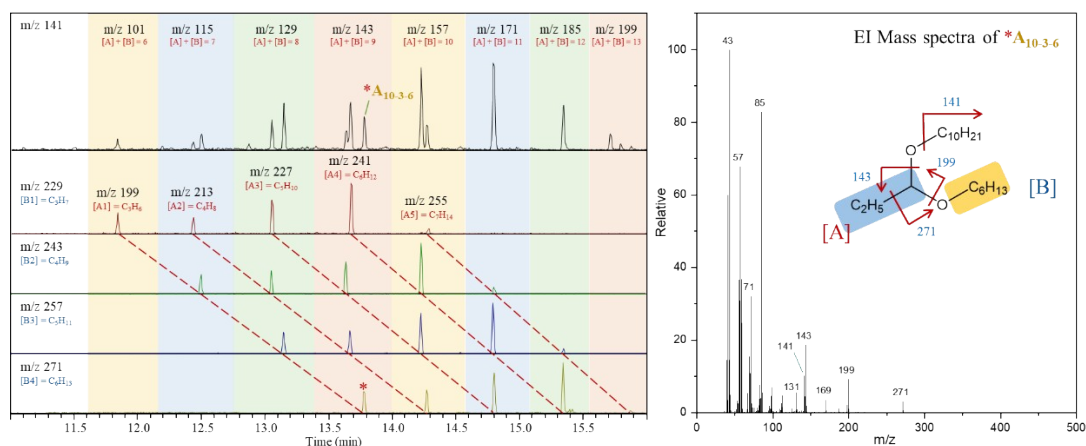 m/z 141
m/z 101
[A] + [B] = 6
m/z 115
[A] + [B] = 7
m/z 129
[A] + [B] = 8
m/z 143
[A] + [B] = 9
m/z 157
[A] + [B] = 10
m/z 171
[A] + [B] = 11
m/z 185
[A] + [B] = 12
m/z 199
[A] + [B] = 13
*A10-3-6
m/z 229
[B1] = C3H7
m/z 199
[A1] = C3H6
m/z 213
[A2] = C4H8
m/z 227
[A3] = C5H10
m/z 241
[A4] = C6H12
m/z 255
[A5] = C7H14
m/z 243
[B2] = C4H9
m/z 257
[B3] = C5H11
m/z 271
[B4] = C6H13
*
11.0 11.5 12.0 12.5 13.0 13.5 14.0 14.5 15.0 15.5
Time (min)
EI Mass spectra of *A10-3-6
Relative
100
80
60
40
20
0
43
85
57
71
141
143
131
169
199
271
141
C10H21
O
199
143
C6H13
[B]
C2H5
O
271
[A]
0 100 200 300 400 500
m/z